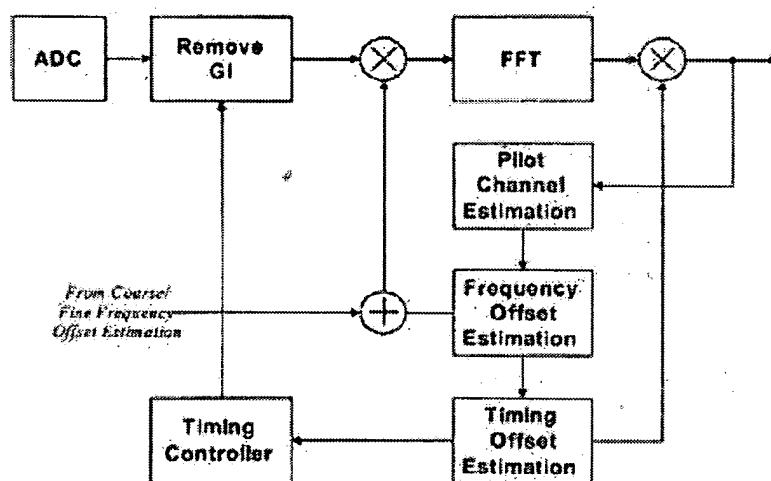 ADC
Remove
GI
FFT
Pilot
Channel
Estimation
From Coarse/
Fine Frequency
Offset Estimation
Frequency
Offset
Estimation
Timing
Controller
Timing
Offset
Estimation